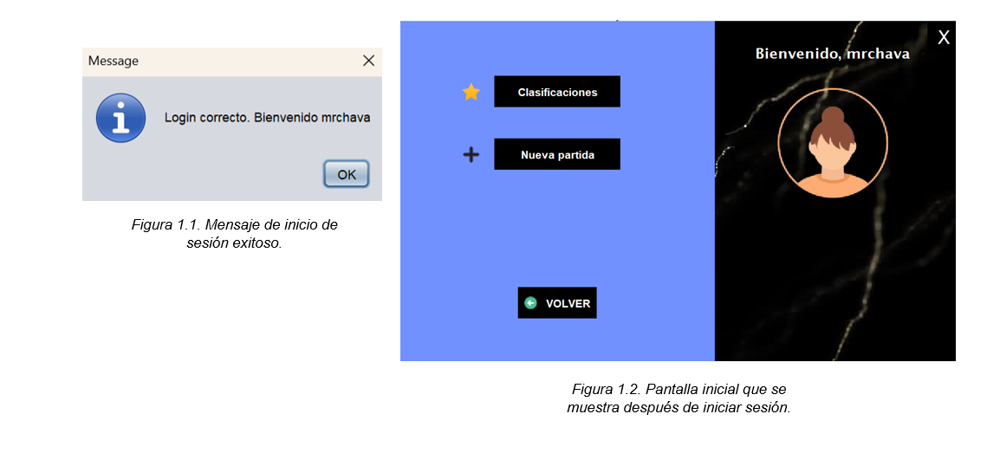 Message
Login correcto. Bienvenido mrchava
OK
Figura 1.1. Mensaje de inicio de
sesión exitoso.
Clasificaciones
Nueva partida
VOLVER
X
Bienvenido, mrchava
Figura 1.2. Pantalla inicial que se
muestra después de iniciar sesión.